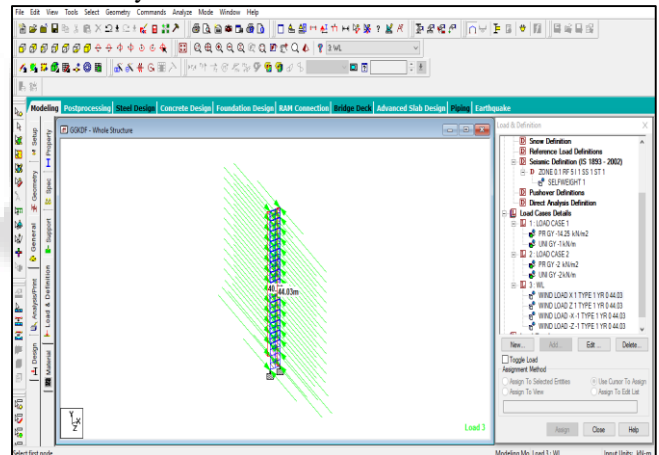 File Edit View Tools Select Geometry Commands Analyze Mode Window Help
3:WL
Modeling Postprocessing Steel Design Concrete Design Foundation Design RAM Connection Bridge Deck Advanced Slab Design Piping Earthquake
Setup
Geometry
General
Analysis/Print
Design
Property
Spec
Support
Load & Definition
Material
GGKDF - Whole Structure
44.03m
Y
X
Z
Load 3
Load & Definition
Snow Definition
Reference Load Definitions
Seismic Definition (IS 1893 - 2002)
ZONE 0.1 RF 5 I 1 SS 1 ST 1
SELFWEIGHT 1
Pushover Definitions
Direct Analysis Definition
Load Cases Details
1 : LOAD CASE 1
PR GY -14.25 kN/m2
UNI GY -1 kN/m
2 : LOAD CASE 2
PR GY -2 kN/m2
UNI GY -2 kN/m
3 : WL
WIND LOAD X 1 TYPE 1 YR 0 44.03
WIND LOAD Z 1 TYPE 1 YR 0 44.03
WIND LOAD -X -1 TYPE 1 YR 0 44.03
WIND LOAD -Z -1 TYPE 1 YR 0 44.03
New... Add... Edit ... Delete...
Toggle Load
Assignment Method
Assign To Selected Entities Use Cursor To Assign
Assign To View Assign To Edit List
Assign Close Help
Select first node
Modeling Mo Load 3 : WL Input Units: kN-m